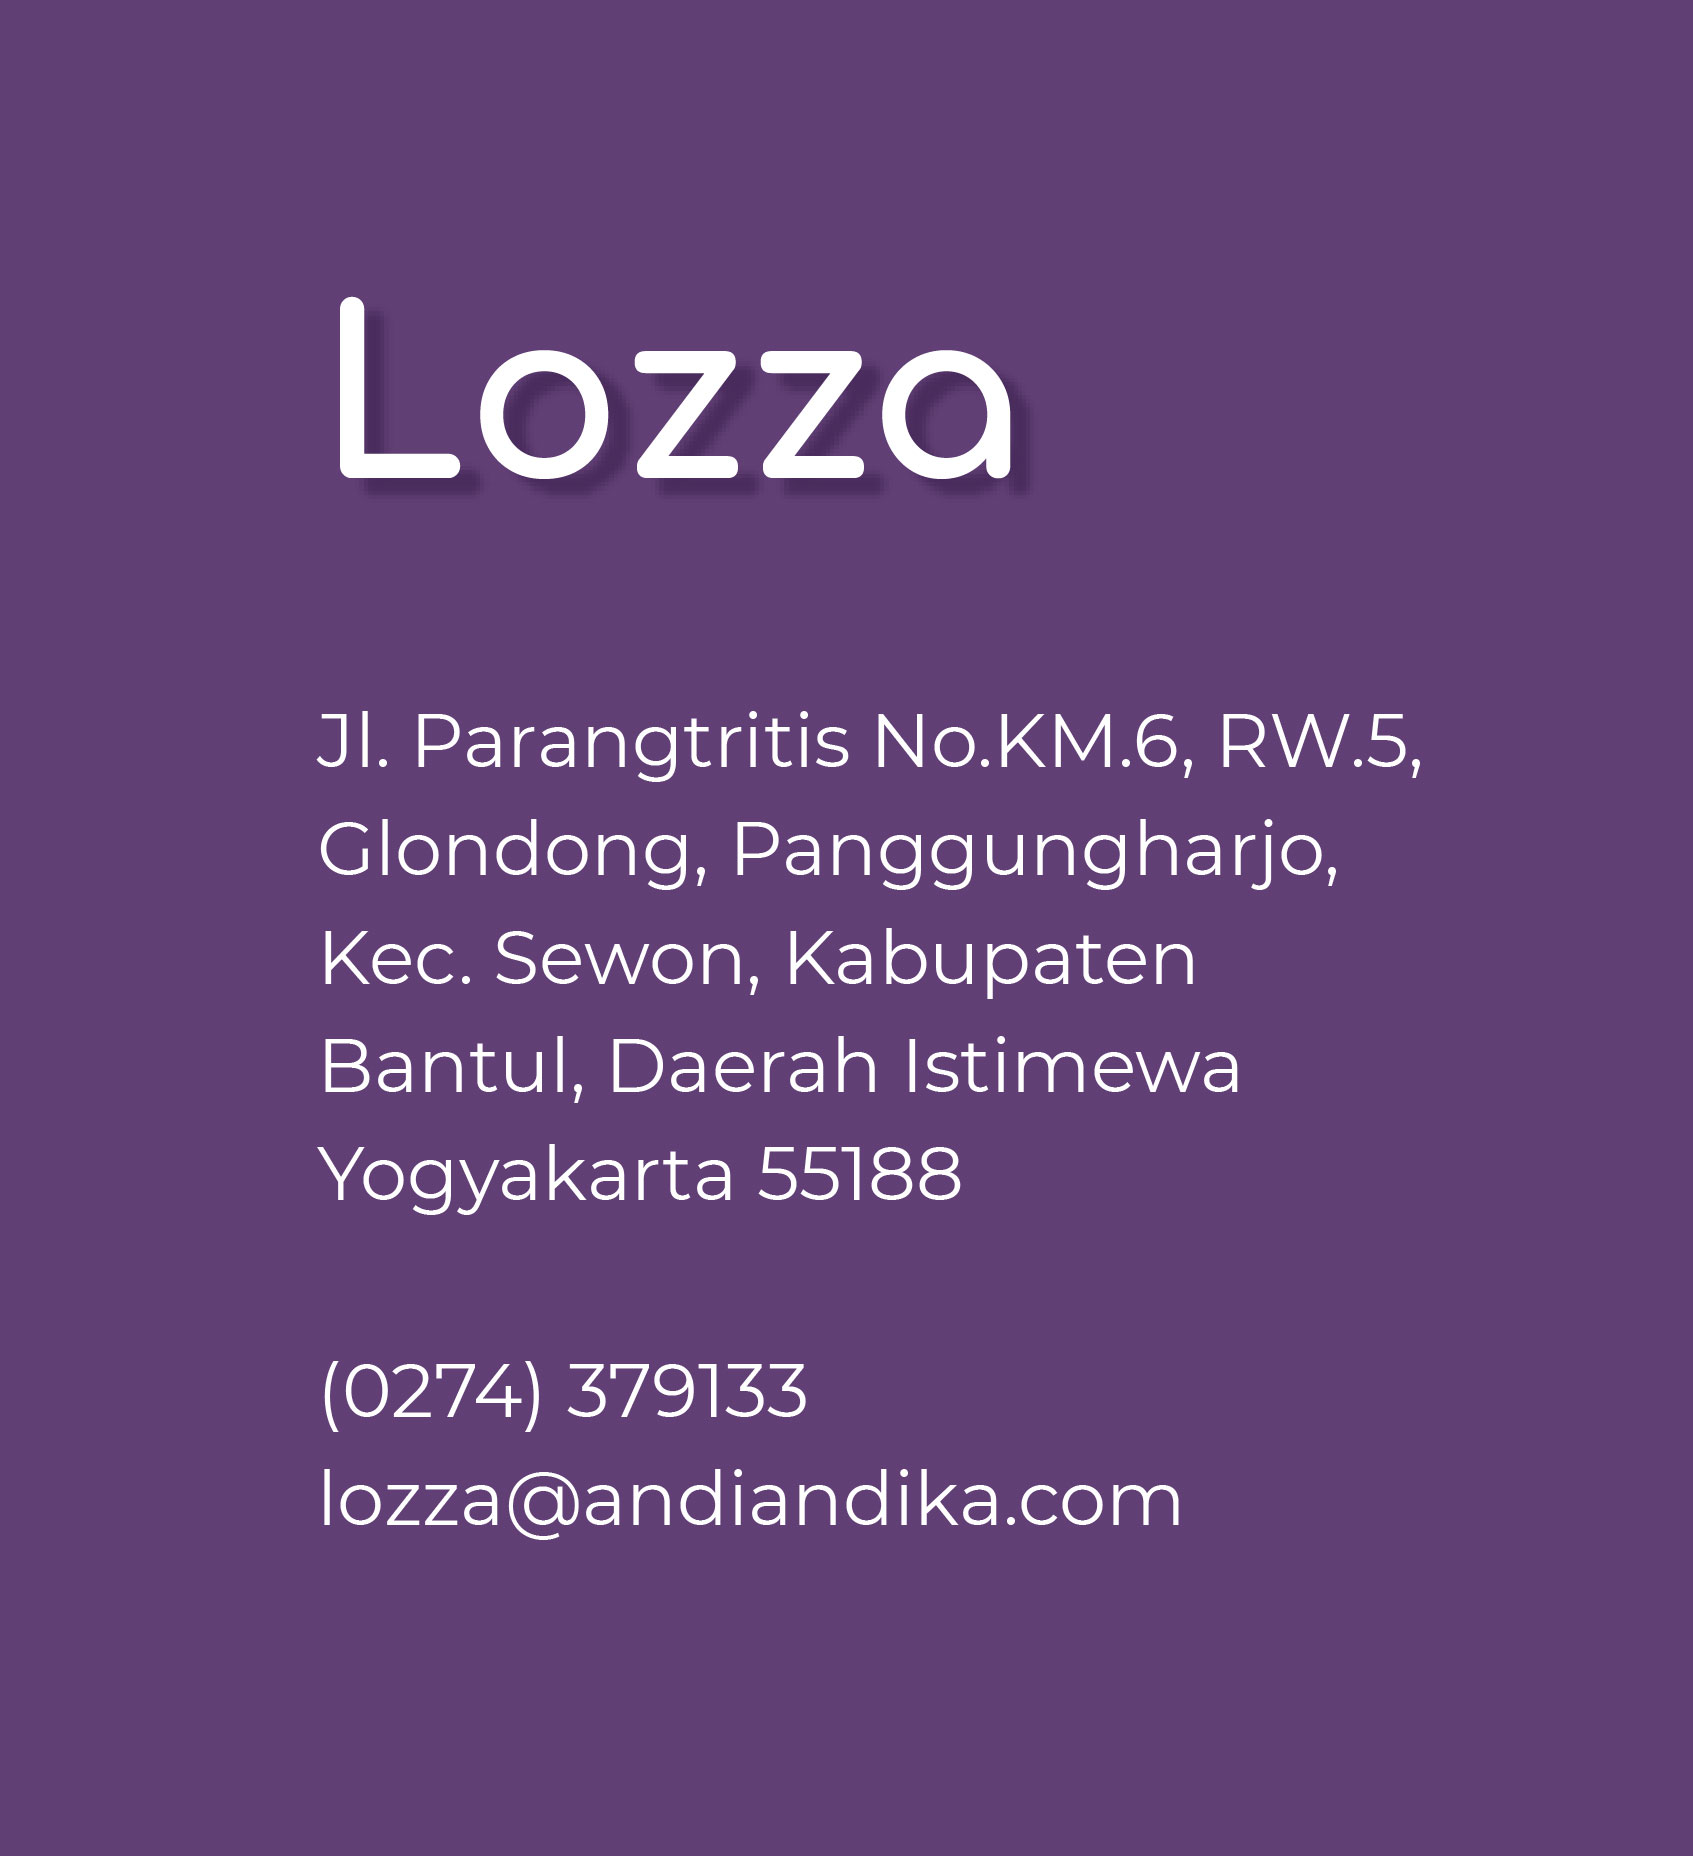 Lozza
Jl. Parangtritis No.KM.6, RW.5,
Glondong, Panggungharjo,
Kec. Sewon, Kabupaten
Bantul, Daerah Istimewa
Yogyakarta 55188
(0274) 379133
lozza@andiandika.com